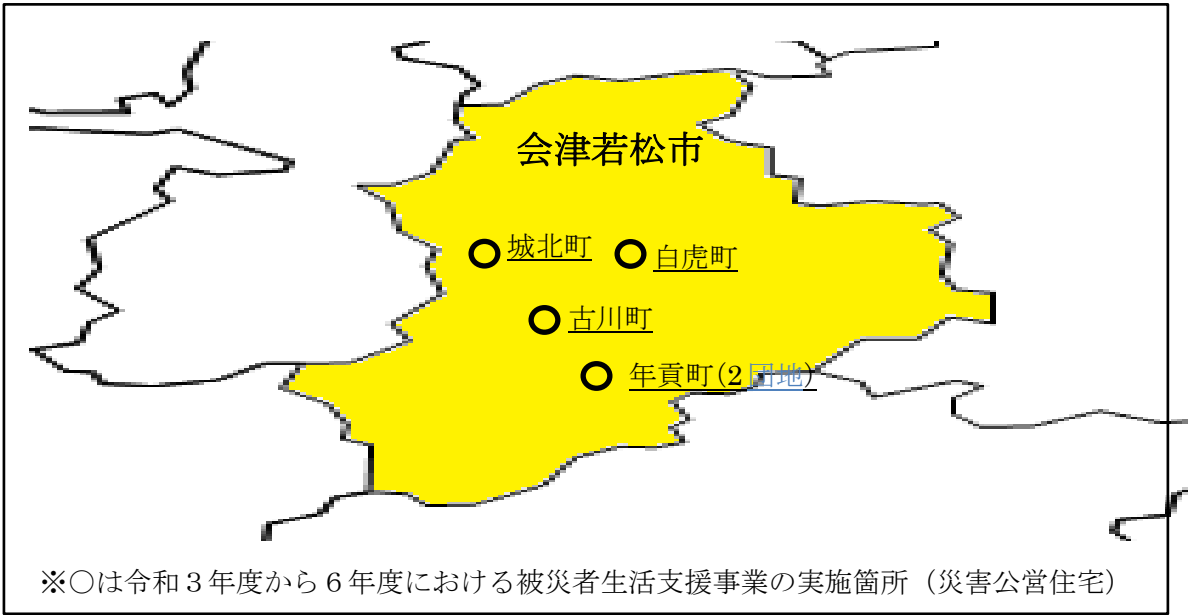 会津若松市
城北町
白虎町
古川町
年貢町(2団地)
※○は令和３年度から６年度における被災者生活支援事業の実施箇所（災害公営住宅）